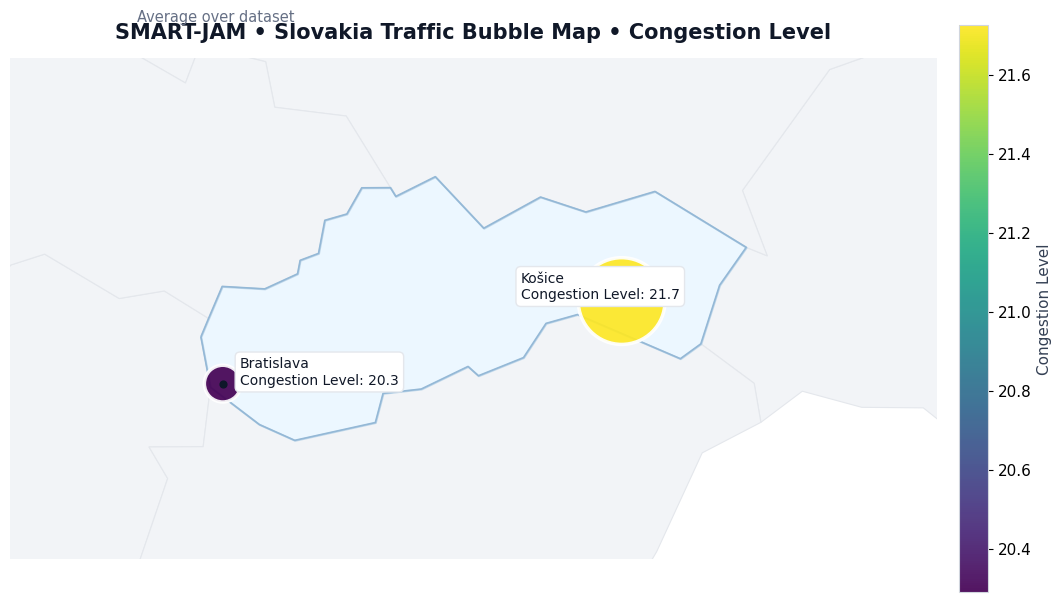 Average over dataset
SMART-JAM • Slovakia Traffic Bubble Map • Congestion Level
Košice
Congestion Level: 21.7
Bratislava
Congestion Level: 20.3
21.6
21.4
21.2
21.0
20.8
20.6
20.4
Congestion Level